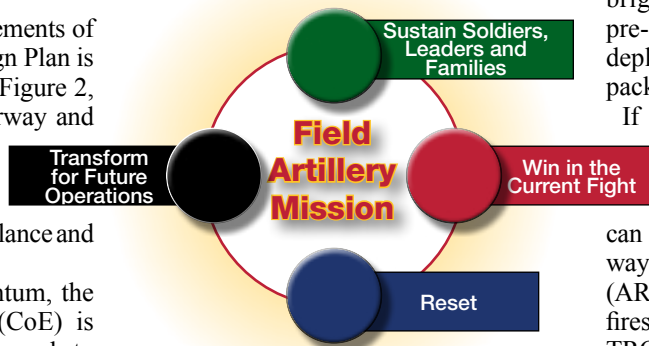 ements of
gn Plan is
Figure 2,
rway and
lance and
ntum, the
(CoE) is
Sustain Soldiers,
Leaders and
Families
Field
Artillery
Mission
Transform
for Future
Operations
Win in the
Current Fight
Reset
pre-
depl
pack
If
can
way
(AR
fires